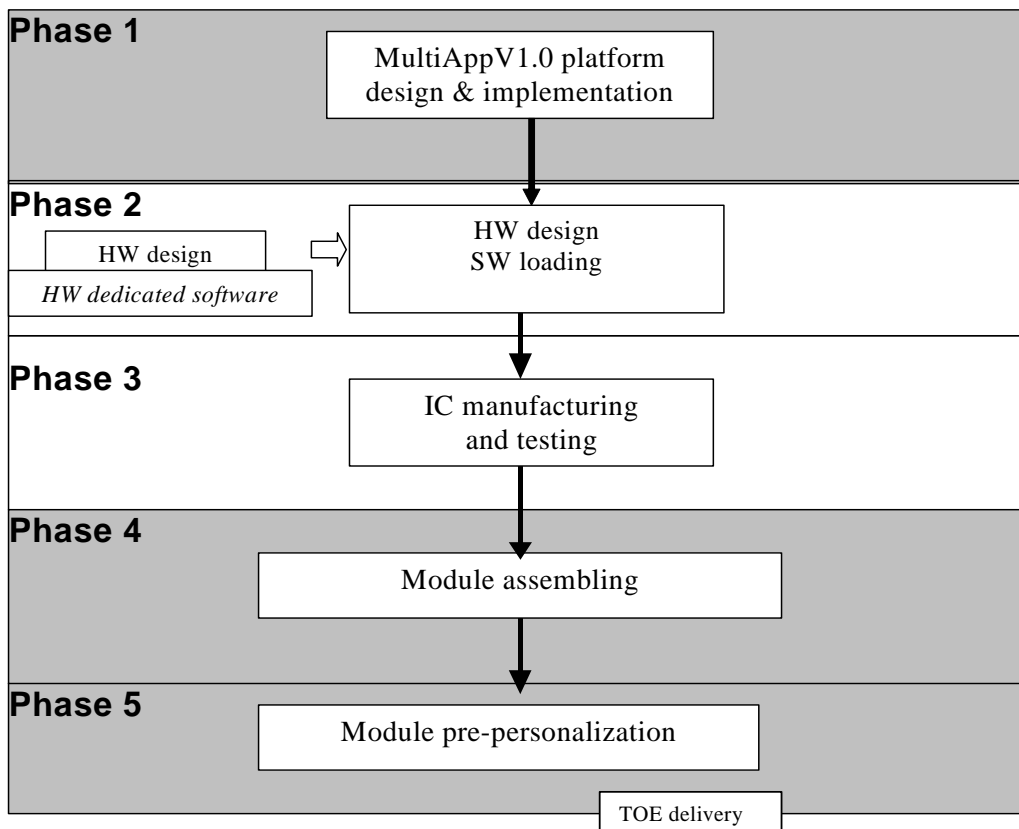 Phase 1
MultiAppV1.0 platform
design & implementation
Phase 2
HW design
HW dedicated software
HW design
SW loading
Phase 3
IC manufacturing
and testing
Phase 4
Module assembling
Phase 5
Module pre-personalization
TOE delivery